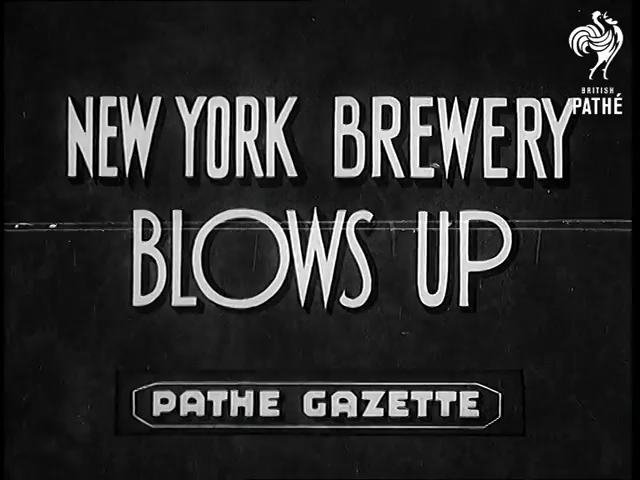 BRITISH
PATHÉ
NEW YORK BREWERY
BLOWS UP
PATHE GAZETTE